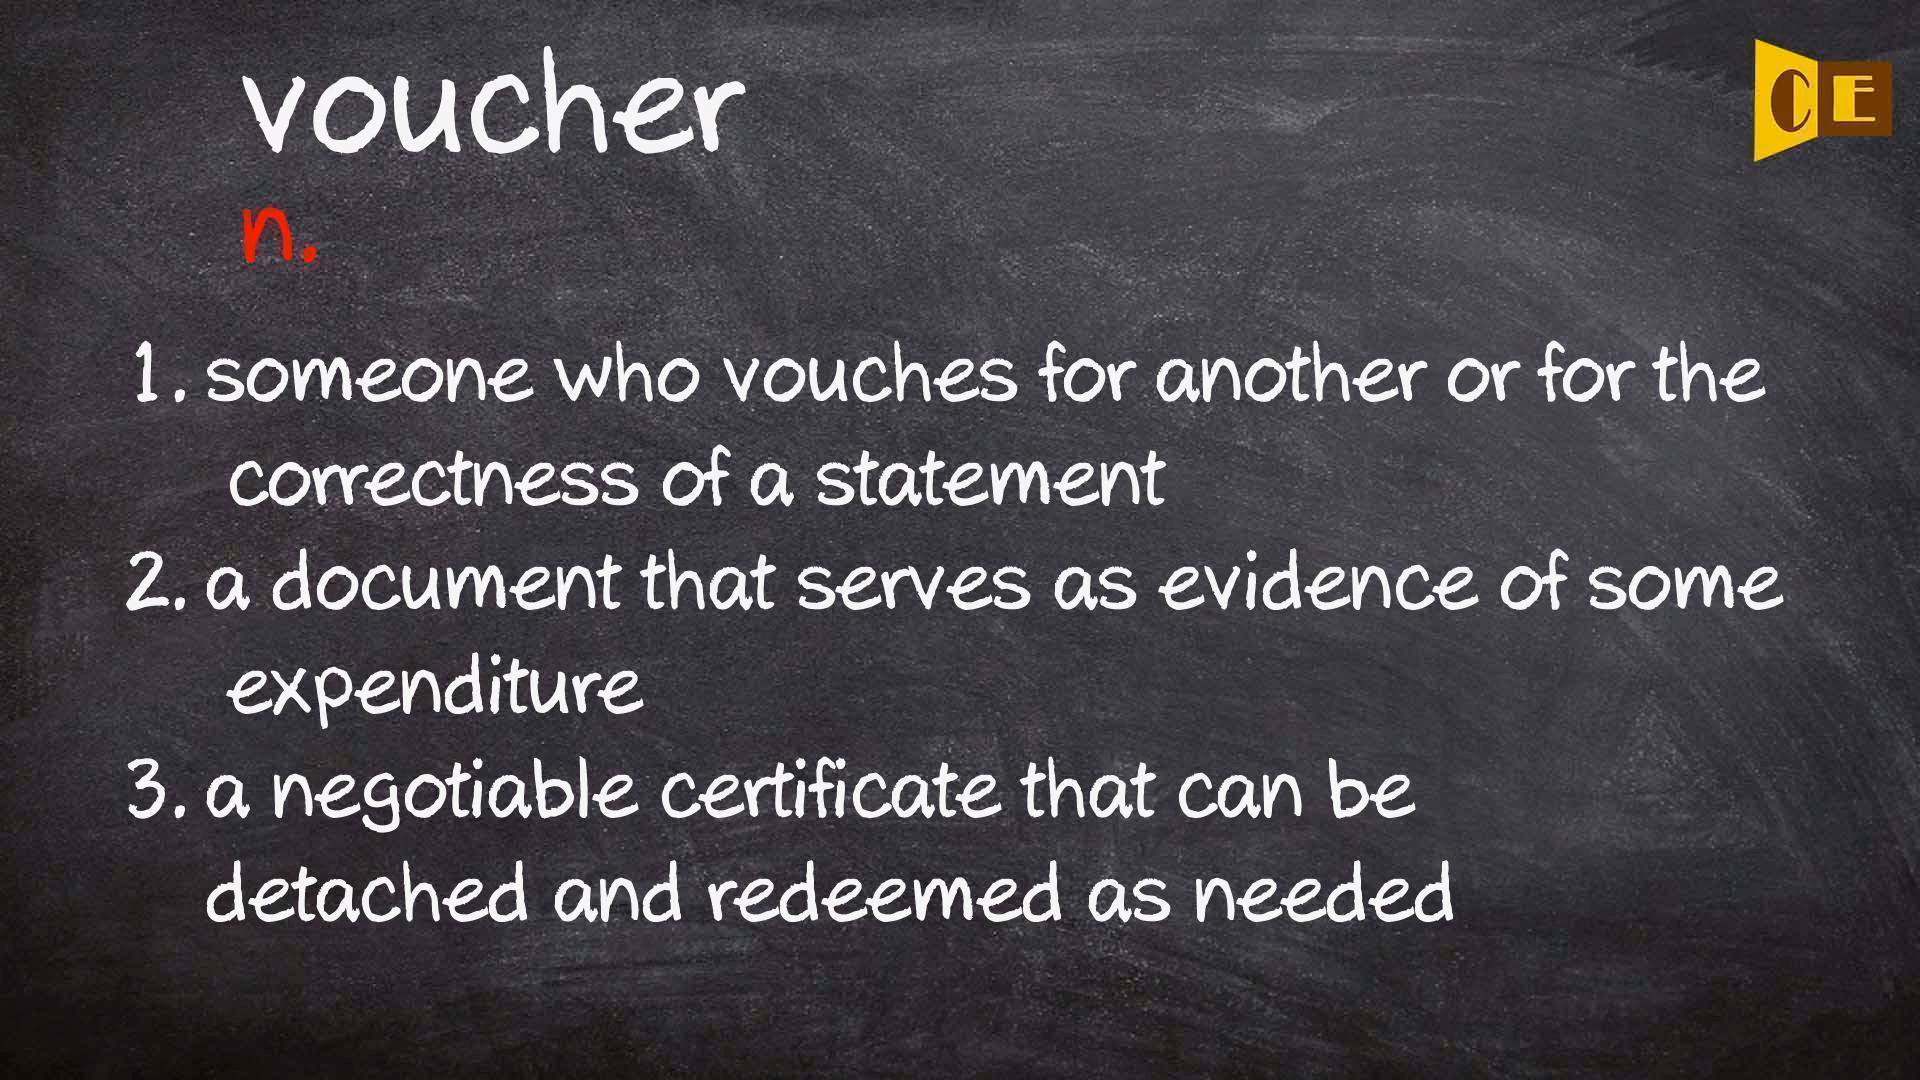 voucher
CE
n.
1. someone who vouches for another or for the
correctness of a statement
2. a document that serves as evidence of some
expenditure
3. a negotiable certificate that can be
detached and redeemed as needed